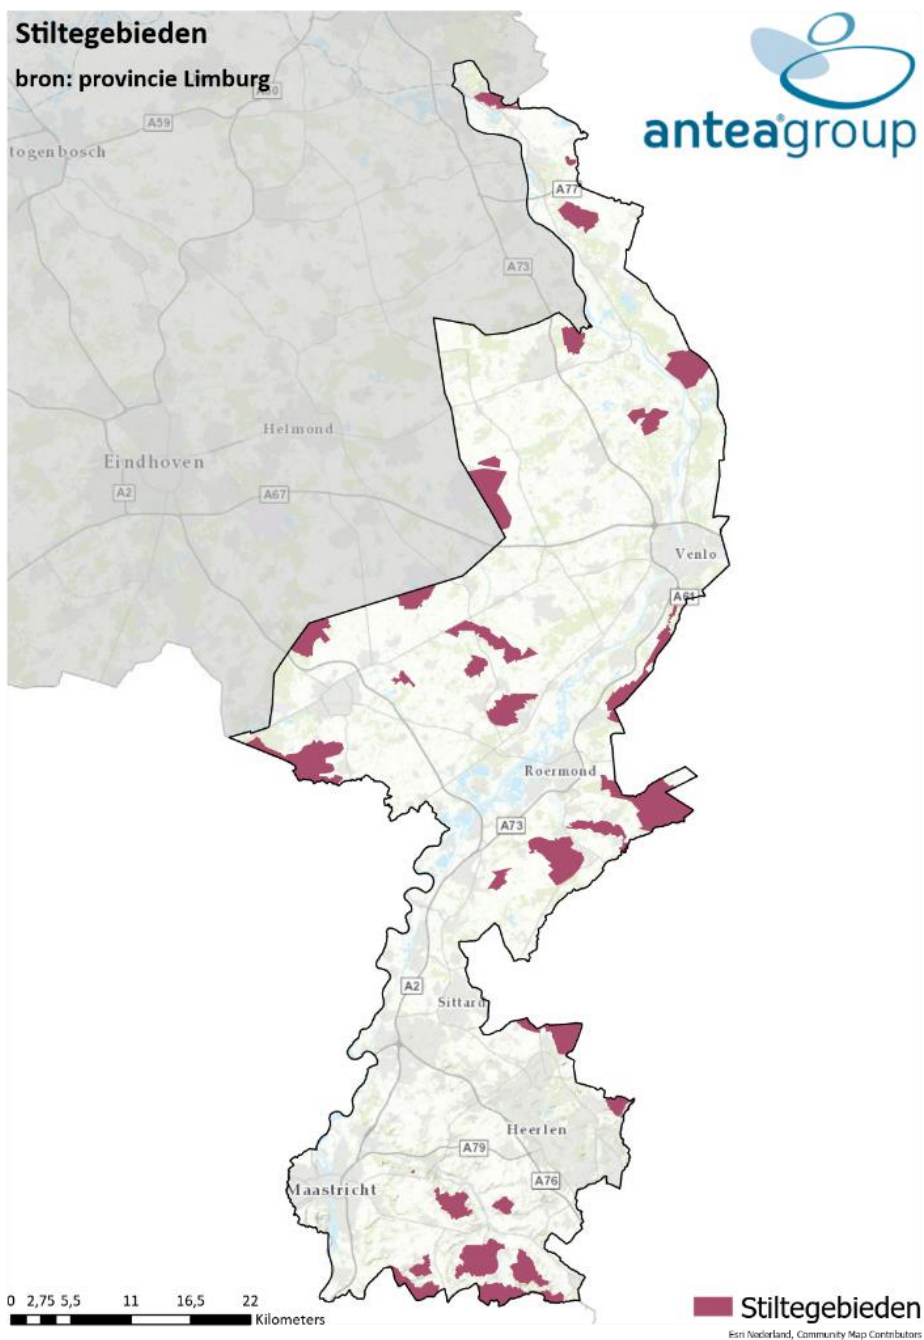 Stiltegebieden
bron: provincie Limburg
anteagroup
A50
A59
togenbosch
A77
A73
Helmond
Eindhoven
A2
A67
Venlo
A61
Roermond
A73
A2
Sittard
Heerlen
A79
A76
Maastricht
0 2,75 5,5 11 16,5 22
Kilometers
Stiltegebieden
Esri Nederland, Community Map Contributors